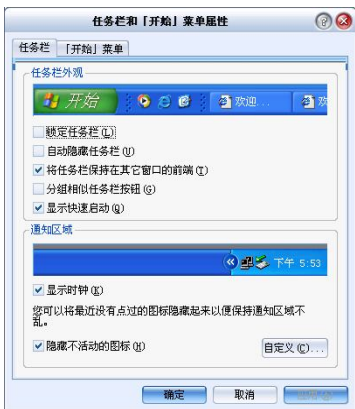 任务栏和「开始」菜单属性
任务栏 「开始」菜单
任务栏外观
开始 欢迎... 欢
锁定任务栏(L)
自动隐藏任务栏(U)
将任务栏保持在其它窗口的前端(T)
分组相似任务栏按钮(G)
显示快速启动(Q)
通知区域
下午 5:53
显示时钟(K)
您可以将最近没有点过的图标隐藏起来以便保持通知区域不
乱。
隐藏不活动的图标(H) 自定义(C)...
确定 取消